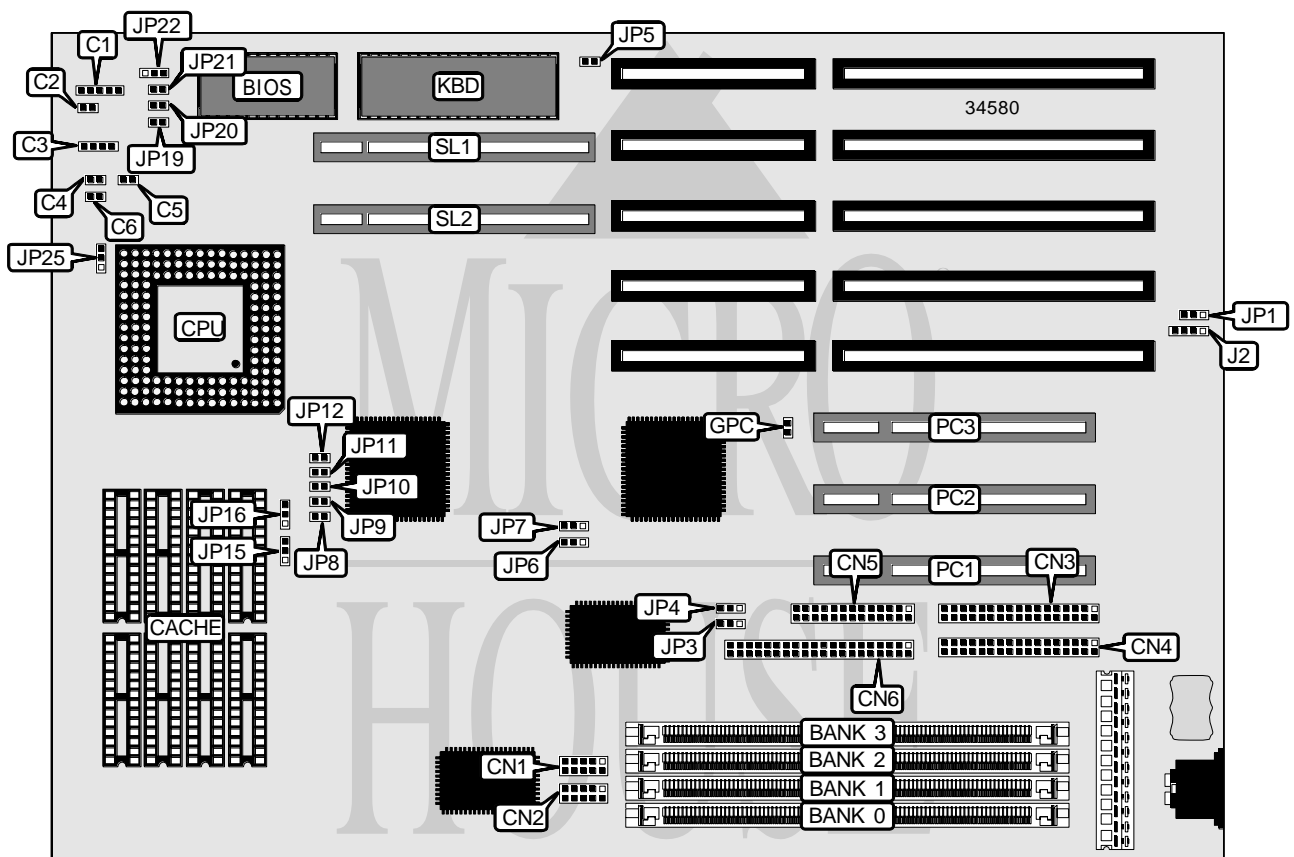 JP22
JP5
C1
JP21
C2
BIOS
KBD
JP20
34580
C3
JP19
SL1
C4
C5
C6
SL2
JP25
CPU
JP1
J2
JP12
JP11
GPC
PC3
JP10
JP16
JP9
JP7
PC2
JP15
JP8
JP6
CN5
PC1
CN3
JP4
CACHE
JP3
CN4
CN6
BANK 3
CN1
BANK 2
BANK 1
CN2
BANK 0
MICRO
HOUSE